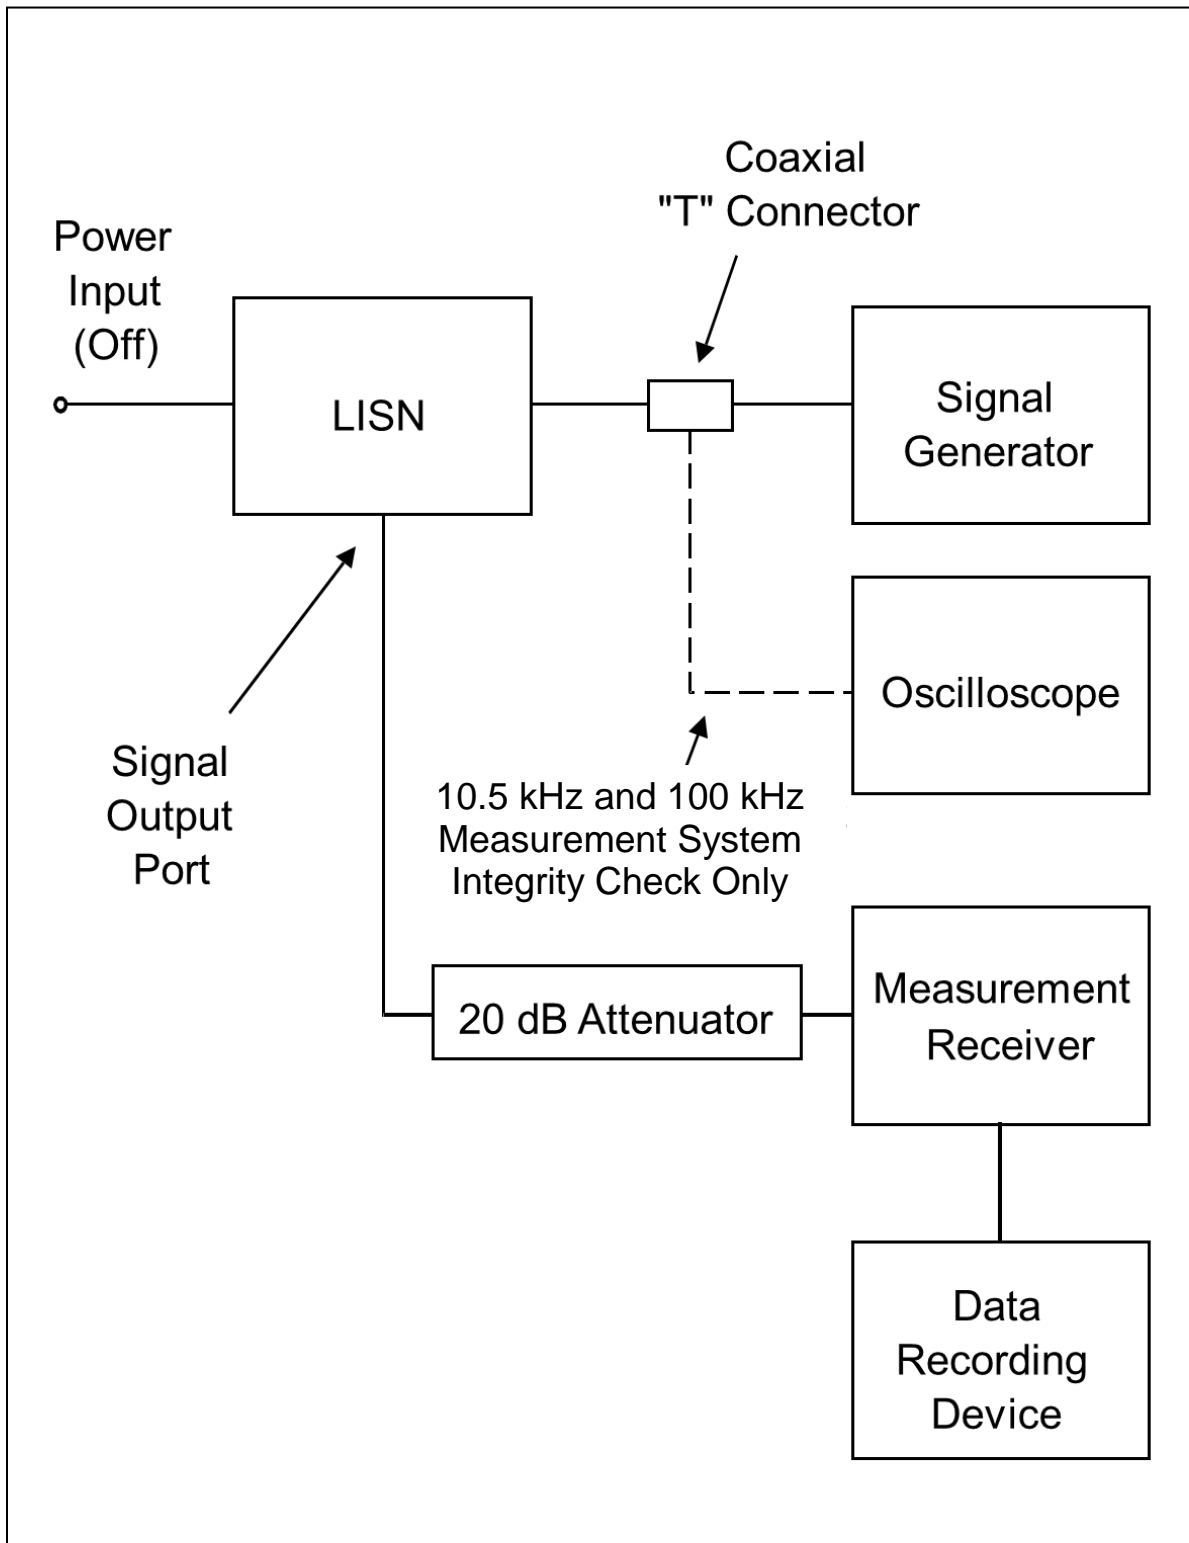 Coaxial
"T" Connector
Power
Input
(Off)
LISN
Signal
Generator
Signal
Output
Port
Oscilloscope
10.5 kHz and 100 kHz
Measurement System
Integrity Check Only
20 dB Attenuator
Measurement
Receiver
Data
Recording
Device